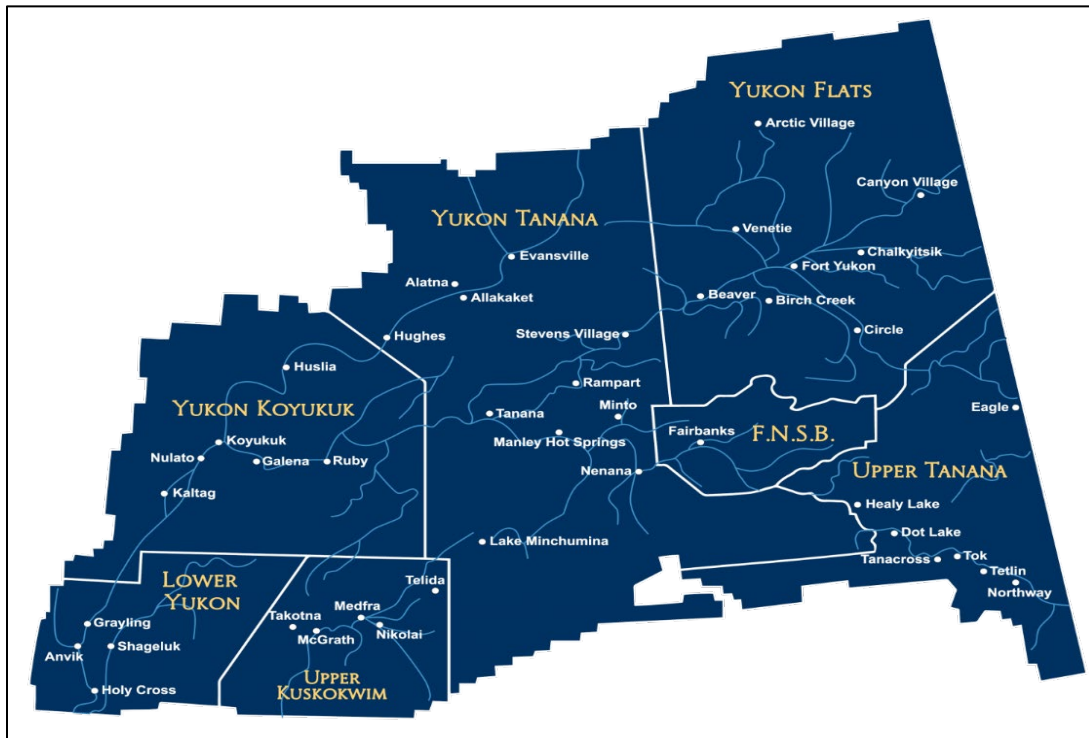 YUKON FLATS
Arctic Village
Canyon Village
YUKON TANANA
Venetie
Evansville
Chalkyitsik
Fort Yukon
Alatna
Allakaket
Beaver
Birch Creek
Hughes
Stevens Village
Circle
Huslia
Rampart
YUKON KOYUKUK
Tanana
Minto
Eagle
Manley Hot Springs
Fairbanks
F.N.S.B.
Koyukuk
Nulato
Galena
Ruby
Nenana
UPPER TANANA
Kaltag
Healy Lake
Dot Lake
Lake Minchumina
Tanacross
Tok
Tetlin
Northway
LOWER
YUKON
Telida
Medfra
Takotna
McGrath
Nikolai
Grayling
Anvik
Shageluk
UPPER
KUSKOKWIM
Holy Cross